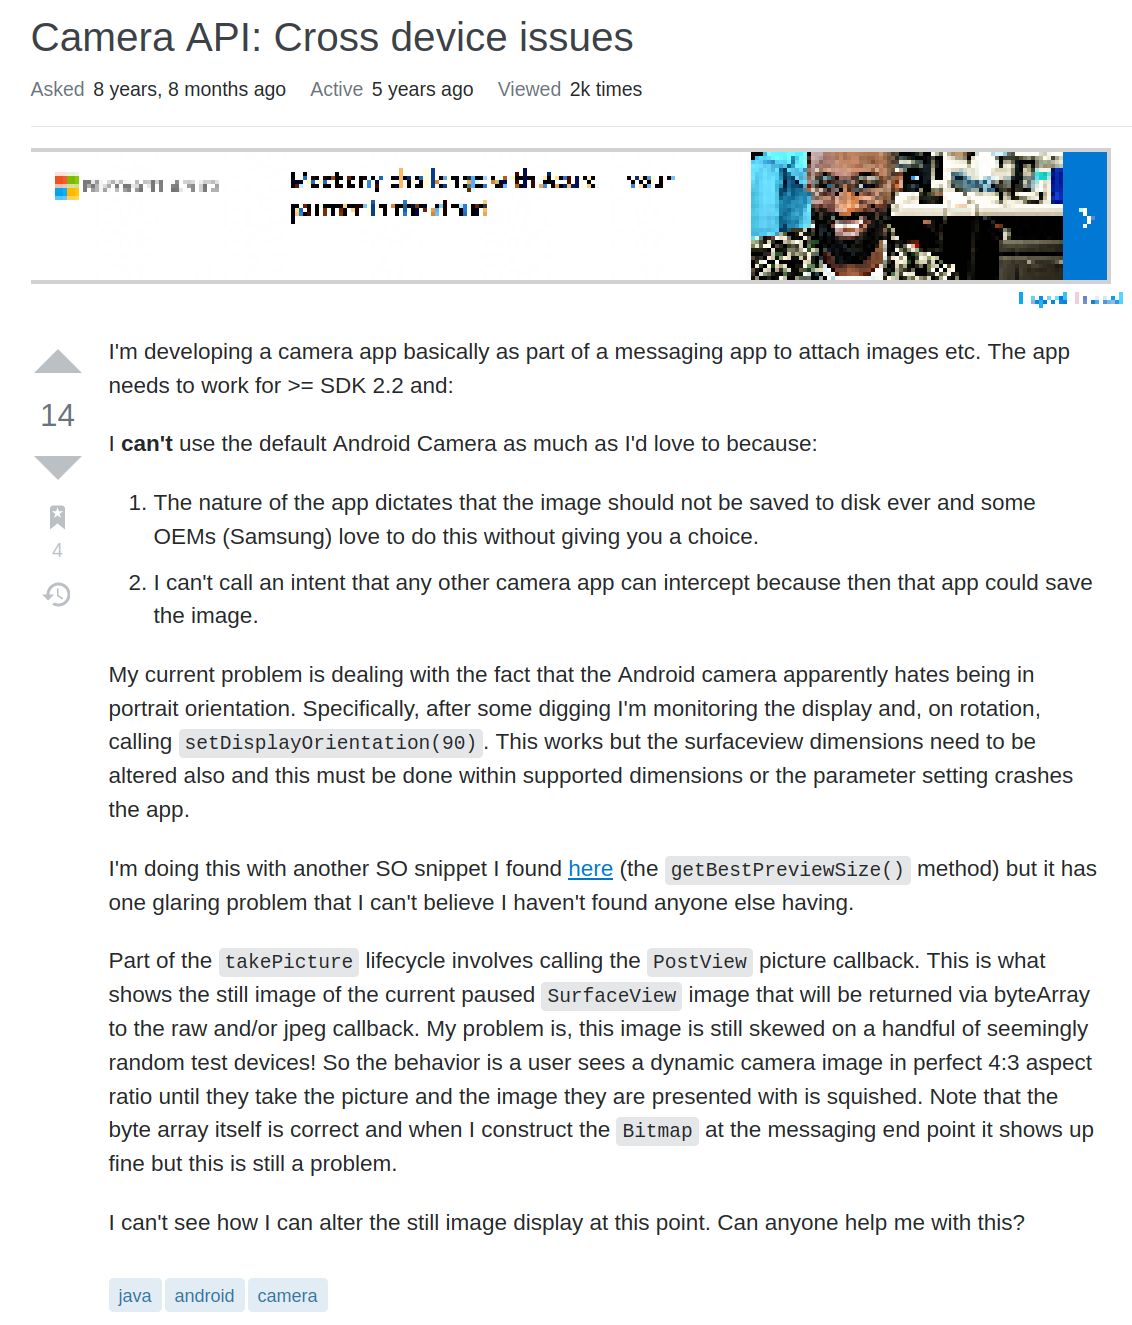 Camera API: Cross device issues
Asked 8 years, 8 months ago Active 5 years ago Viewed 2k times
14
4
I'm developing a camera app basically as part of a messaging app to attach images etc. The app
needs to work for >= SDK 2.2 and:
I can't use the default Android Camera as much as I'd love to because:
1. The nature of the app dictates that the image should not be saved to disk ever and some
OEMs (Samsung) love to do this without giving you a choice.
2. I can't call an intent that any other camera app can intercept because then that app could save
the image.
My current problem is dealing with the fact that the Android camera apparently hates being in
portrait orientation. Specifically, after some digging I'm monitoring the display and, on rotation,
calling setDisplayOrientation(90). This works but the surfaceview dimensions need to be
altered also and this must be done within supported dimensions or the parameter setting crashes
the app.
I'm doing this with another SO snippet I found here (the getBestPreviewSize() method) but it has
one glaring problem that I can't believe I haven't found anyone else having.
Part of the takePicture lifecycle involves calling the PostView picture callback. This is what
shows the still image of the current paused SurfaceView image that will be returned via byteArray
to the raw and/or jpeg callback. My problem is, this image is still skewed on a handful of seemingly
random test devices! So the behavior is a user sees a dynamic camera image in perfect 4:3 aspect
ratio until they take the picture and the image they are presented with is squished. Note that the
byte array itself is correct and when I construct the Bitmap at the messaging end point it shows up
fine but this is still a problem.
I can't see how I can alter the still image display at this point. Can anyone help me with this?
java android camera